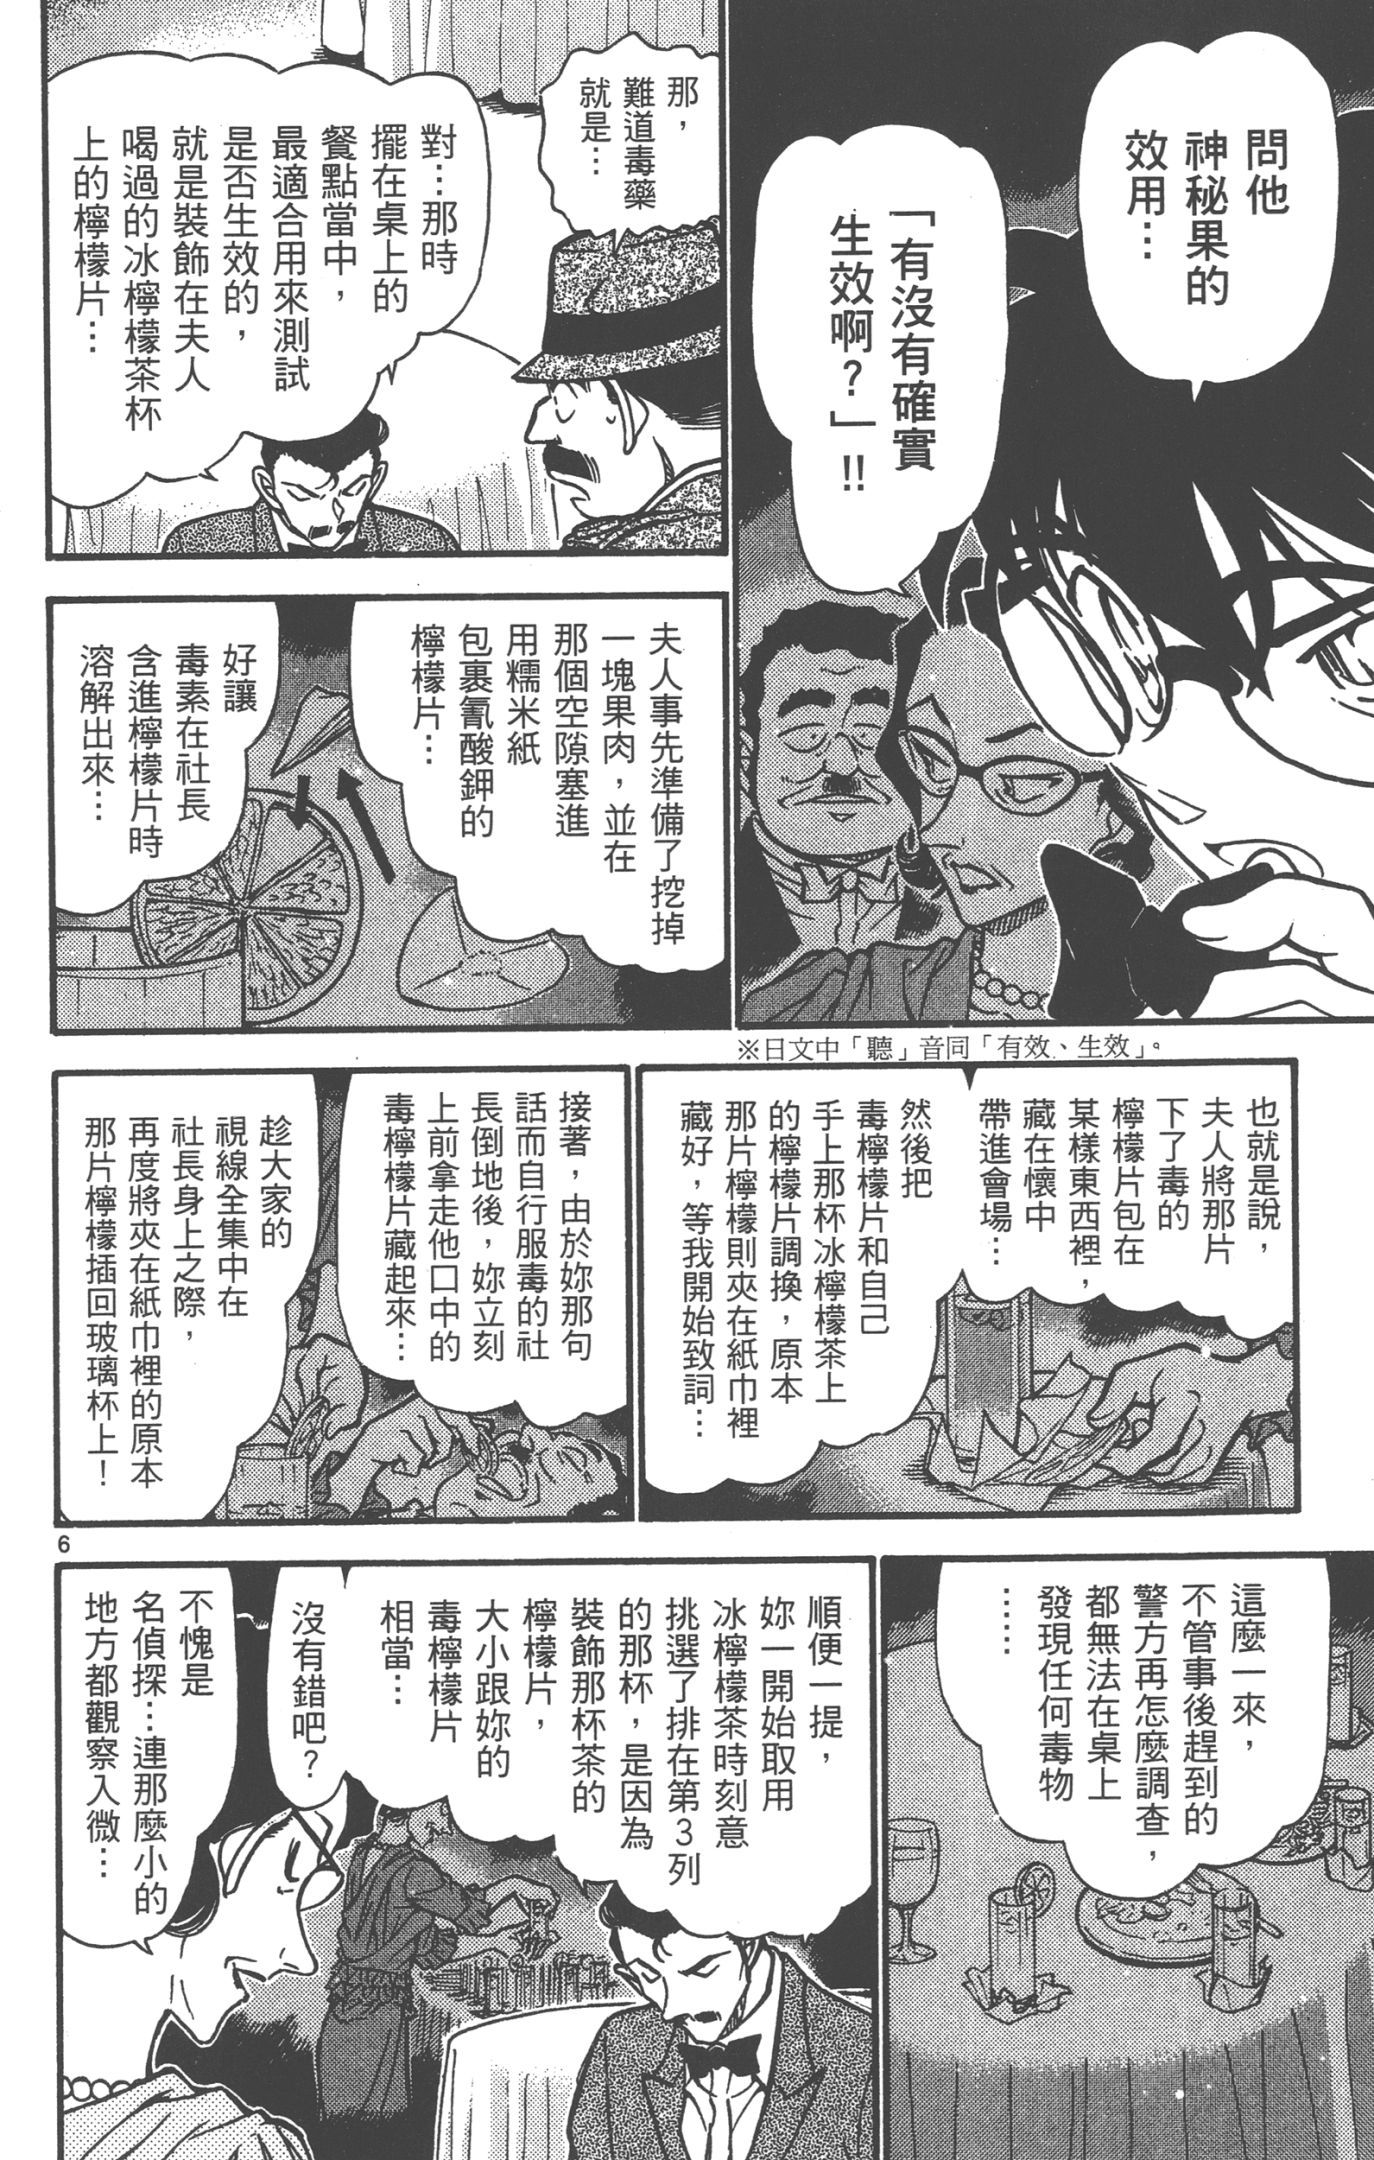 問他
神秘果的
效用…
「有沒有確實
生效啊？」!!
那，
難道毒藥
就是…
對…那時
擺在桌上的
餐點當中，
最適合用來測試
是否生效的，
就是裝飾在夫人
喝過的冰檸檬茶杯
上的檸檬片…
夫人事先準備了挖掉
一塊果肉，並在
那個空隙塞進
用糯米紙
包裹氰酸鉀的
檸檬片…
好讓
毒素在社長
含進檸檬片時
溶解出來…
※日文中「聽」音同「有效、生效」。
也就是說，
夫人將那片
下了毒的
檸檬片包在
某樣東西裡，
藏在懷中
帶進會場…
然後把
毒檸檬片和自己
手上那杯冰檸檬茶上
的檸檬片調換，原本
那片檸檬則夾在紙巾裡
藏好，等我開始致詞…
接著，由於妳那句
話而自行服毒的社
長倒地後，妳立刻
上前拿走他口中的
毒檸檬片藏起來…
趁大家的
視線全集中在
社長身上之際，
再度將夾在紙巾裡的原本
那片檸檬插回玻璃杯上！
6
這麼一來，
不管事後趕到的
警方再怎麼調查，
都無法在桌上
發現任何毒物
……
順便一提，
妳一開始取用
冰檸檬茶時刻意
挑選了排在第3列
的那杯，是因為
裝飾那杯茶的
檸檬片，
大小跟妳的
毒檸檬片
相當…
沒有錯吧？
不愧是
名偵探…連那麼小的
地方都觀察入微…